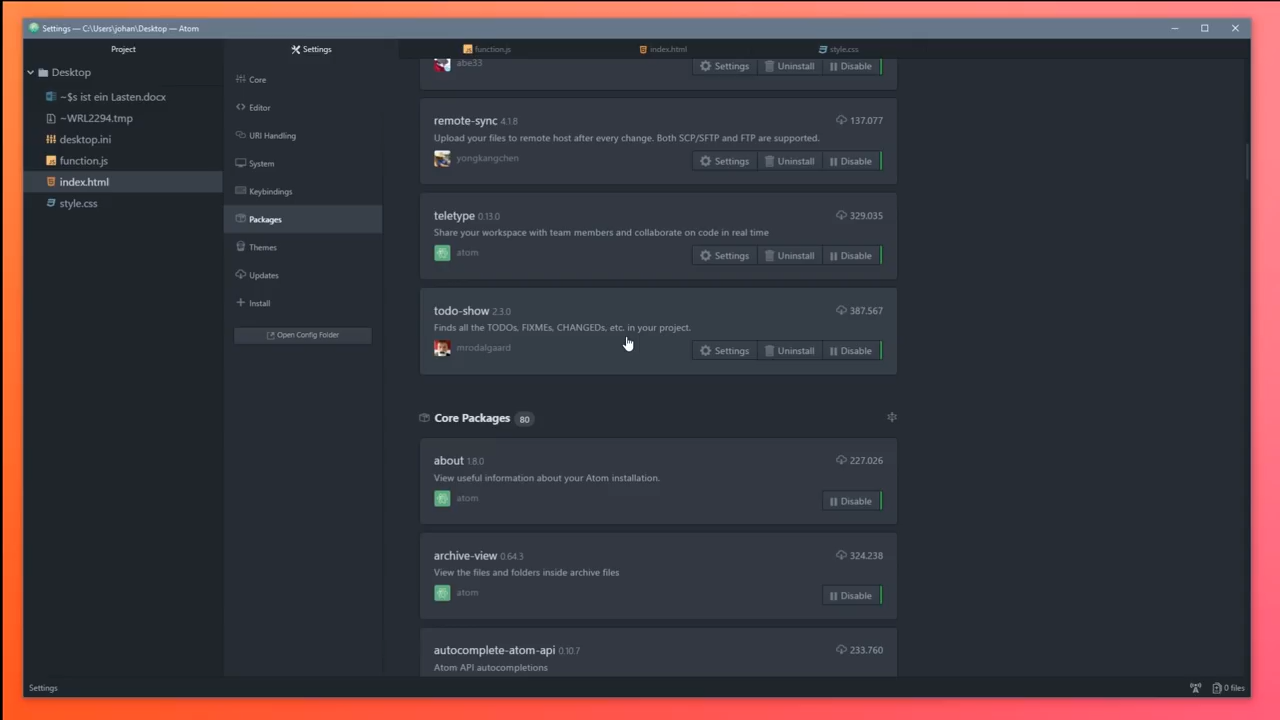 Settings — C:\Users\johan\Desktop — Atom
Project
Settings
function.js
index.html
style.css
Desktop
~$s ist ein Lasten.docx
~WRL2294.tmp
desktop.ini
function.js
index.html
style.css
Core
Editor
URI Handling
System
Keybindings
Packages
Themes
Updates
Install
Open Config Folder
abe33
Settings Uninstall Disable
remote-sync 4.1.8 137.077
Upload your files to remote host after every change. Both SCP/SFTP and FTP are supported.
yongkangchen
Settings Uninstall Disable
teletype 0.13.0 329.035
Share your workspace with team members and collaborate on code in real time
atom
Settings Uninstall Disable
todo-show 2.3.0 387.567
Finds all the TODOs, FIXMEs, CHANGEDs, etc. in your project.
mrodalgaard
Settings Uninstall Disable
Core Packages 80
about 1.8.0 227.026
View useful information about your Atom installation.
atom
Disable
archive-view 0.64.3 324.238
View the files and folders inside archive files
atom
Disable
autocomplete-atom-api 0.10.7 233.760
Atom API autocompletions
Settings
0 files